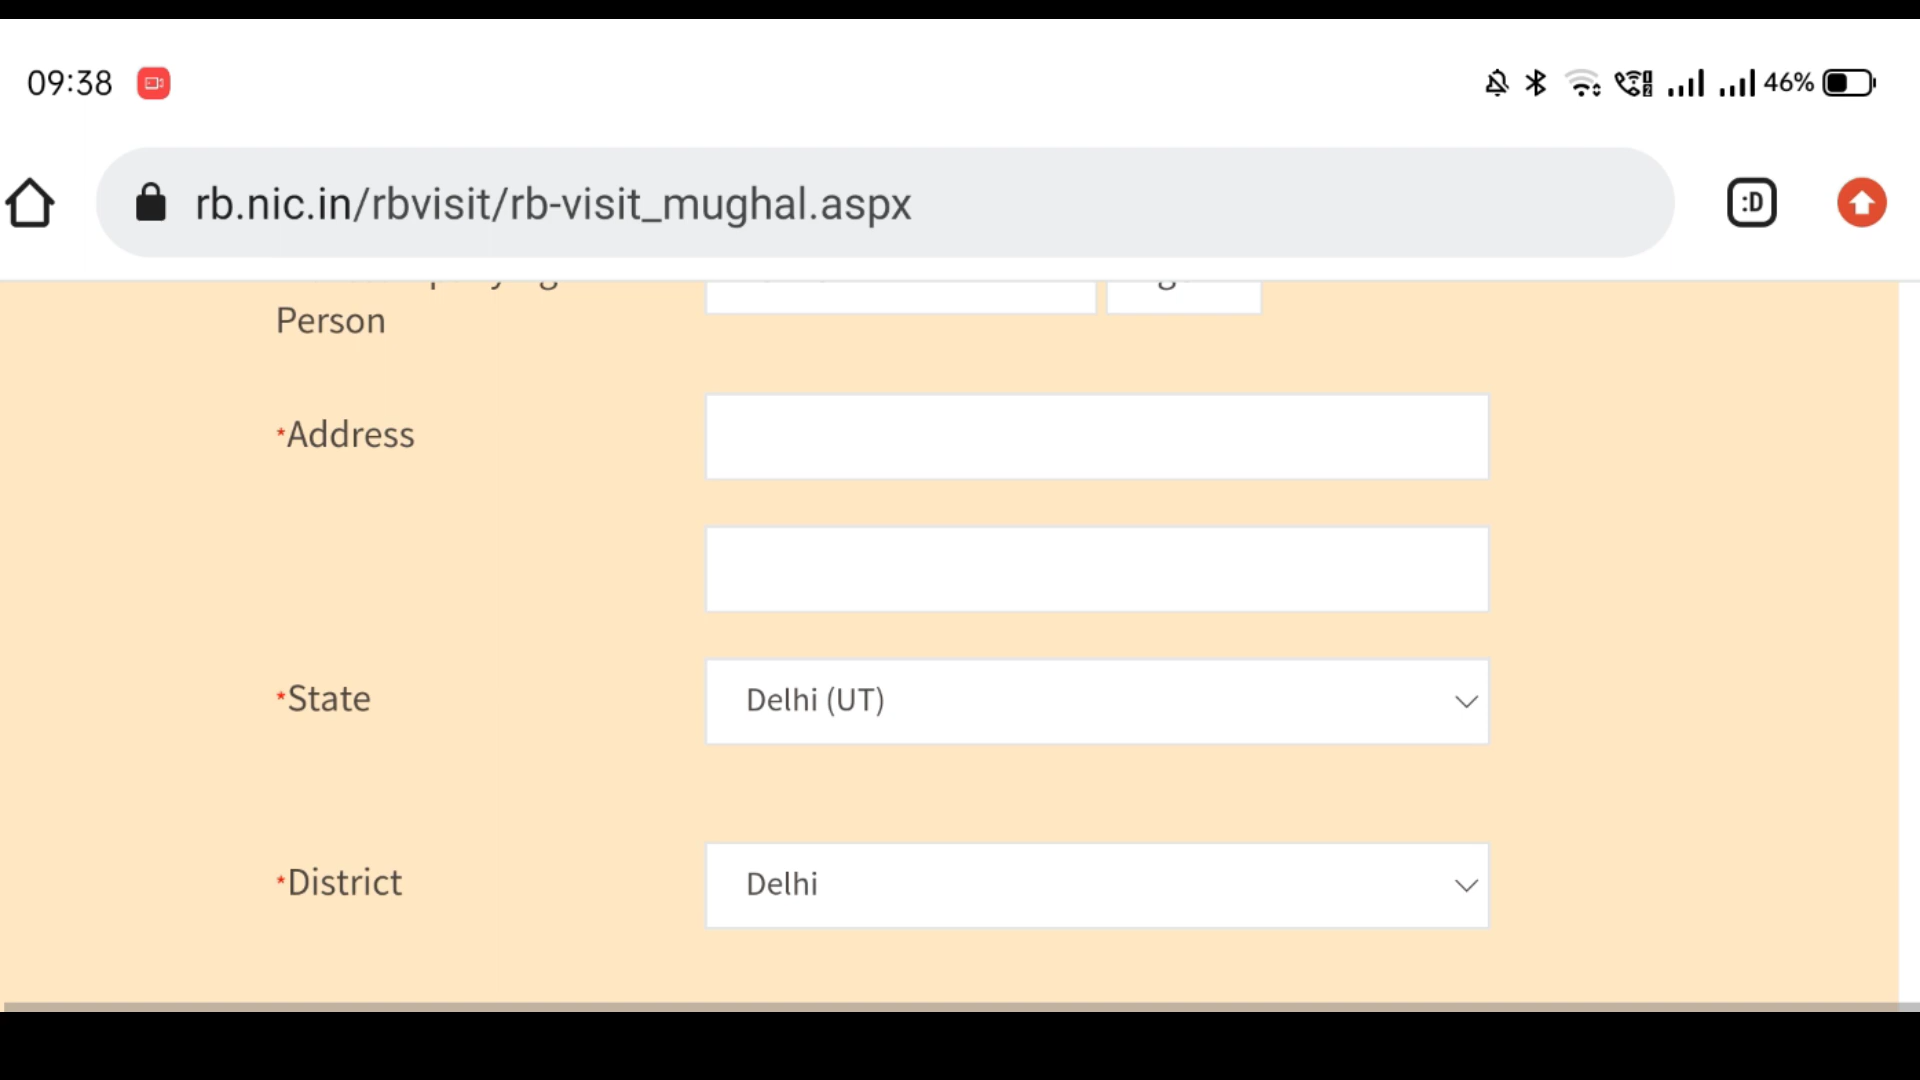 09:38
46%
rb.nic.in/rbvisit/rb-visit_mughal.aspx
:D
Person
*Address
*State
Delhi (UT)
*District
Delhi